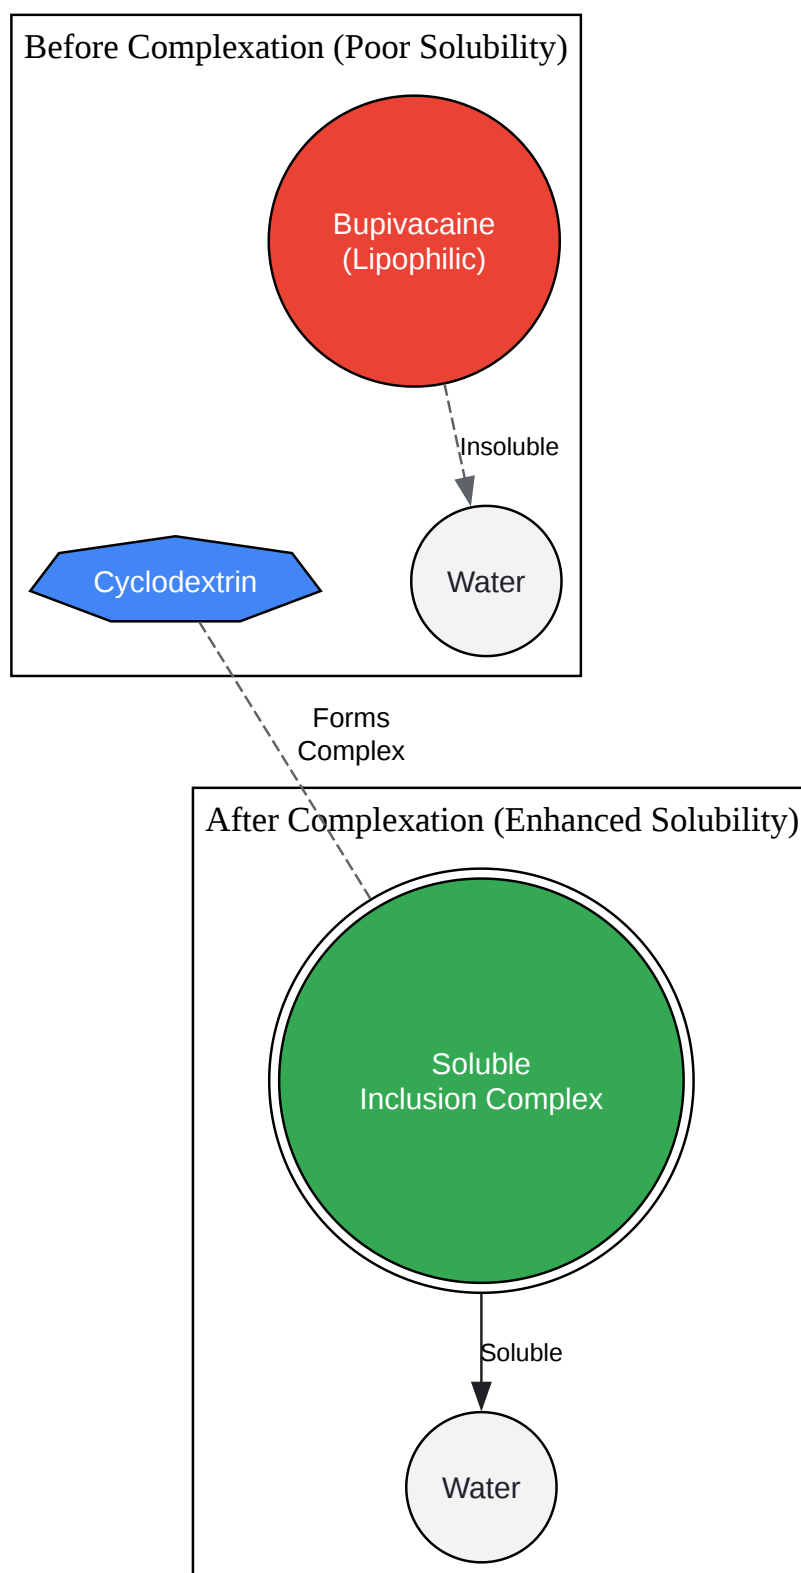 Before Complexation (Poor Solubility)
Bupivacaine
(Lipophilic)
Insoluble
Cyclodextrin
Water
Forms
Complex
After Complexation (Enhanced Solubility)
Soluble
Inclusion Complex
Soluble
Water